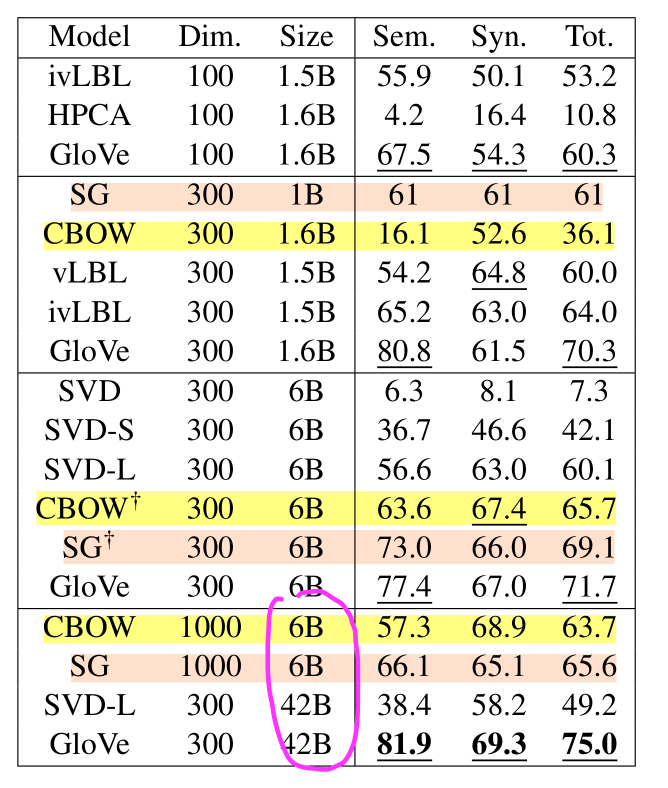 Model Dim. Size Sem. Syn. Tot.
ivLBL 100 1.5B 55.9 50.1 53.2
HPCA 100 1.6B 4.2 16.4 10.8
GloVe 100 1.6B 67.5 54.3 60.3
SG 300 1B 61 61 61
CBOW 300 1.6B 16.1 52.6 36.1
vLBL 300 1.5B 54.2 64.8 60.0
ivLBL 300 1.5B 65.2 63.0 64.0
GloVe 300 1.6B 80.8 61.5 70.3
SVD 300 6B 6.3 8.1 7.3
SVD-S 300 6B 36.7 46.6 42.1
SVD-L 300 6B 56.6 63.0 60.1
CBOW† 300 6B 63.6 67.4 65.7
SG† 300 6B 73.0 66.0 69.1
GloVe 300 6B 77.4 67.0 71.7
CBOW 1000 6B 57.3 68.9 63.7
SG 1000 6B 66.1 65.1 65.6
SVD-L 300 42B 38.4 58.2 49.2
GloVe 300 42B 81.9 69.3 75.0